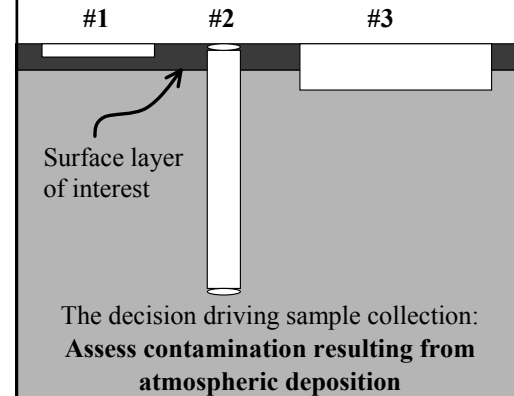 #1 #2 #3
Surface layer
of interest
The decision driving sample collection:
Assess contamination resulting from
atmospheric deposition